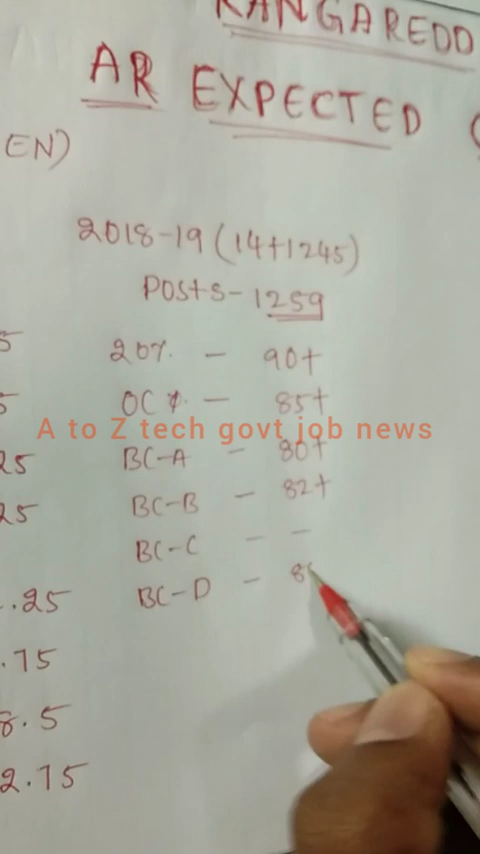 RANGAREDD
AR EXPECTED
EN)
2018-19 (14+1245)
POSTS - 1259
5
20% - 90+
5
OC - 85+
A to Z tech govt job news
25
BC-A - 80+
25
BC-B - 82+
BC-C - -
.25
BC-D - 8
.75
8.5
2.75